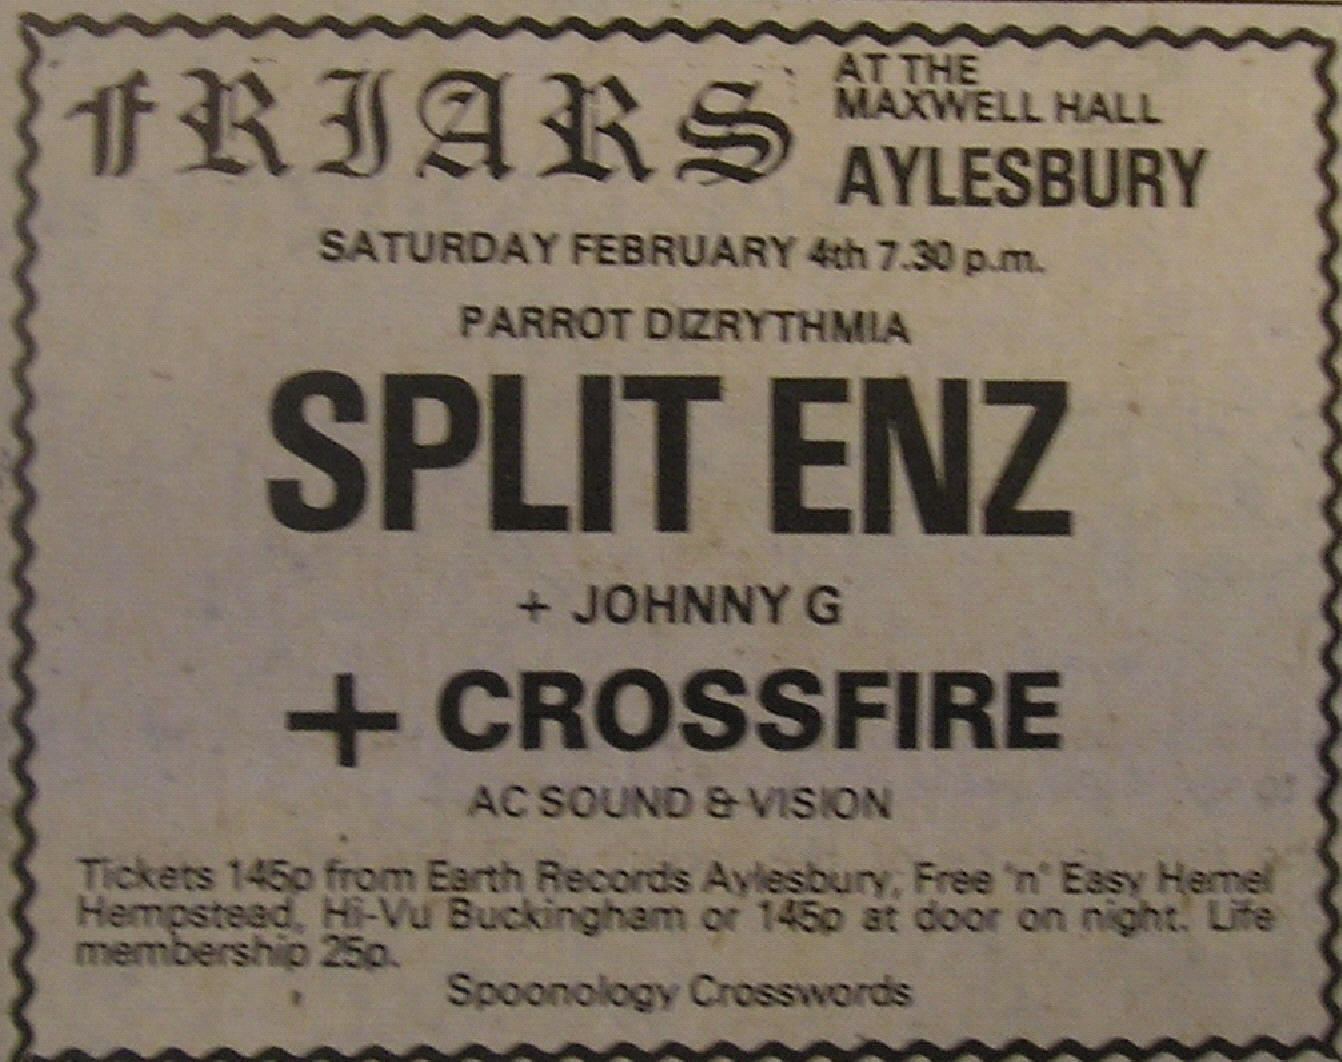 FRIARS
AT THE
MAXWELL HALL
AYLESBURY
SATURDAY FEBRUARY 4th 7.30 p.m.
PARROT DIZRYTHMIA
SPLIT ENZ
+ JOHNNY G
+ CROSSFIRE
AC SOUND & VISION
Tickets 145p from Earth Records Aylesbury, Free 'n' Easy Hemel
Hempstead, Hi-Vu Buckingham or 145p at door on night. Life
membership 25p.
Spoonology Crosswords